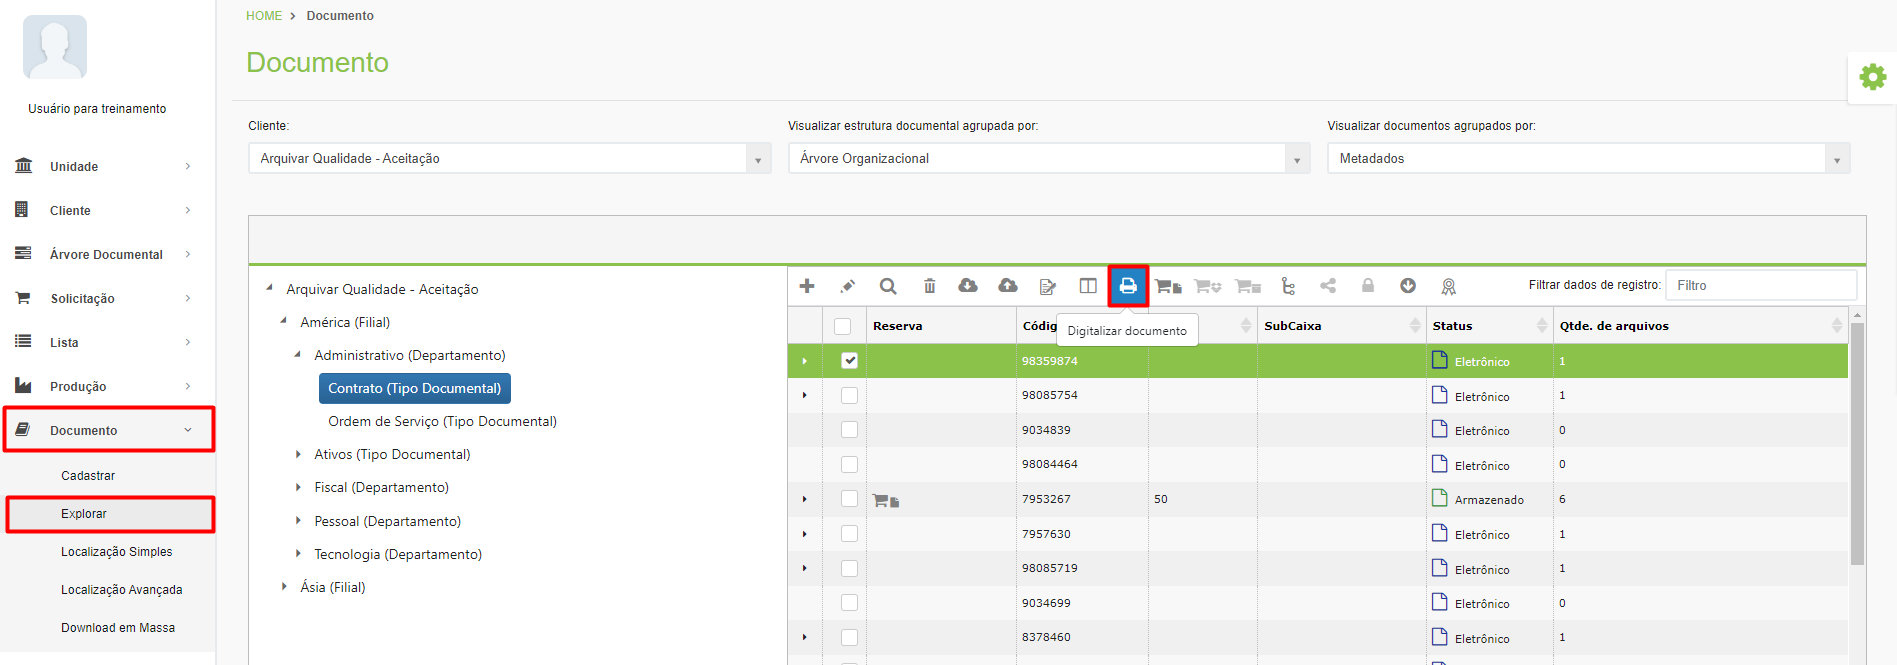 Usuário para treinamento
Unidade
Cliente
Árvore Documental
Solicitação
Lista
Produção
Documento
Cadastrar
Explorar
Localização Simples
Localização Avançada
Download em Massa
HOME > Documento
Documento
Cliente:
Arquivar Qualidade - Aceitação
Visualizar estrutura documental agrupada por:
Árvore Organizacional
Visualizar documentos agrupados por:
Metadados
Arquivar Qualidade - Aceitação
América (Filial)
Administrativo (Departamento)
Contrato (Tipo Documental)
Ordem de Serviço (Tipo Documental)
Ativos (Tipo Documental)
Fiscal (Departamento)
Pessoal (Departamento)
Tecnologia (Departamento)
Ásia (Filial)
Filtrar dados de registro: Filtro
Digitalizar documento
Reserva Códig SubCaixa Status Qtde. de arquivos
98359874 Eletrônico 1
98085754 Eletrônico 1
9034839 Eletrônico 0
98084464 Eletrônico 0
7953267 50 Armazenado 6
7957630 Eletrônico 1
98085719 Eletrônico 1
9034699 Eletrônico 0
8378460 Eletrônico 1